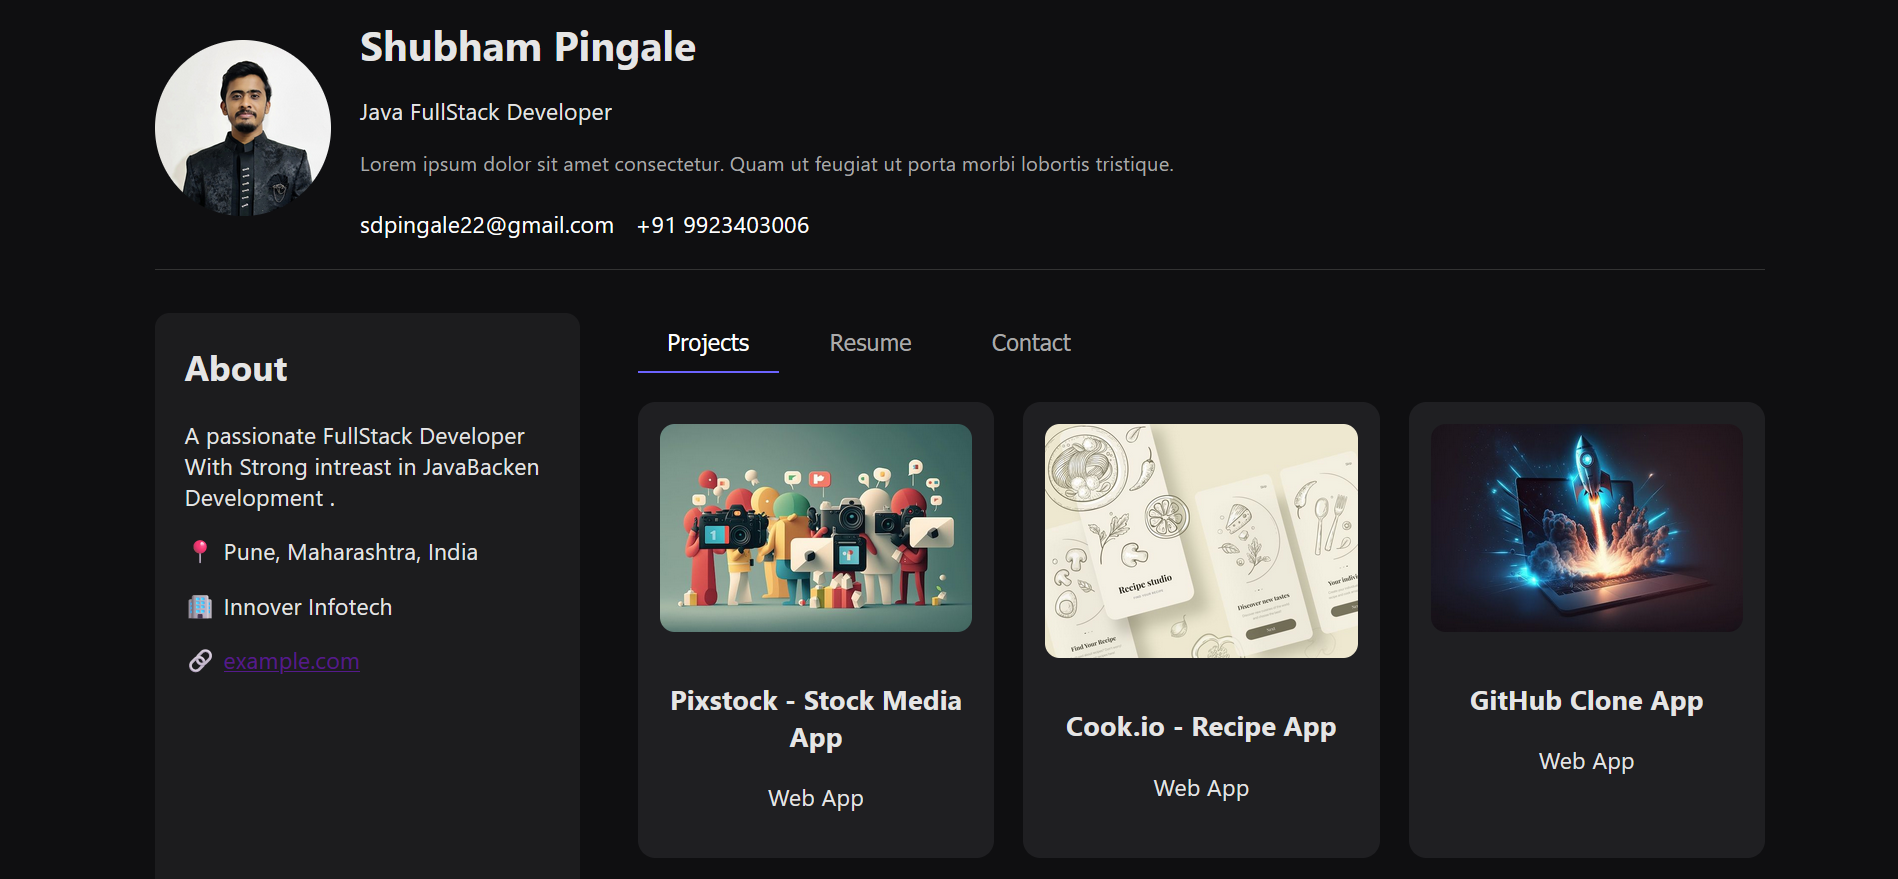 Shubham Pingale
Java FullStack Developer
Lorem ipsum dolor sit amet consectetur. Quam ut feugiat ut porta morbi lobortis tristique.
sdpingale22@gmail.com +91 9923403006
About
A passionate FullStack Developer
With Strong intreast in JavaBacken
Development .
Pune, Maharashtra, India
Innover Infotech
example.com
Projects Resume Contact
1
Recipe studio
Find Your Recipe
Discover new tastes
Pixstock - Stock Media
App
Web App
Cook.io - Recipe App
Web App
GitHub Clone App
Web App